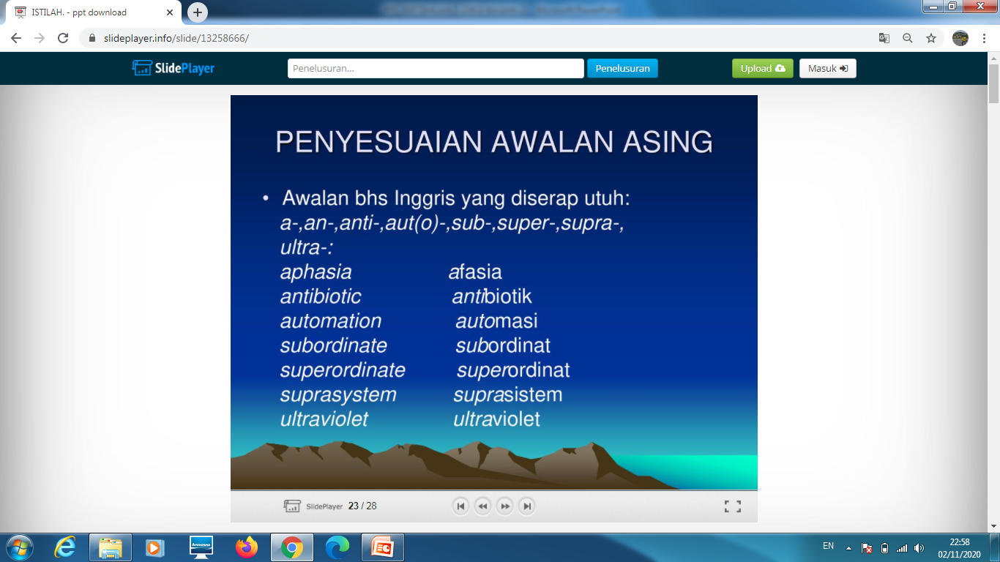 ISTILAH. - ppt download
slideplayer.info/slide/13258666/
SlidePlayer
Penelusuran...
Penelusuran
Upload
Masuk
PENYESUAIAN AWALAN ASING
• Awalan bhs Inggris yang diserap utuh:
a-,an-,anti-,aut(o)-,sub-,super-,supra-,
ultra-:
aphasia afasia
antibiotic antibiotik
automation automasi
subordinate subordinat
superordinate superordinat
suprasystem suprasistem
ultraviolet ultraviolet
SlidePlayer 23 / 28
lenovo
EN
22:58
02/11/2020